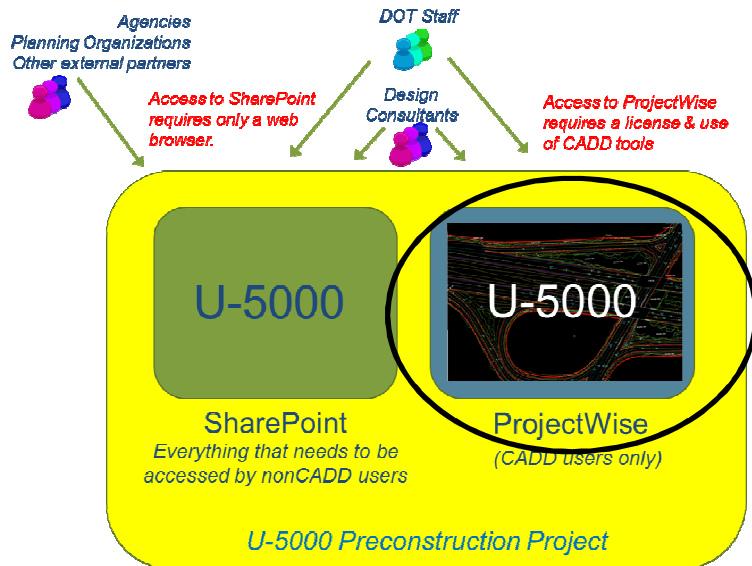 Agencies
Planning Organizations
Other external partners
DOT Staff
Access to SharePoint
requires only a web
browser.
Design
Consultants
Access to ProjectWise
requires a license & use
of CADD tools
U-5000
U-5000
SharePoint
Everything that needs to be
accessed by nonCADD users
ProjectWise
(CADD users only)
U-5000 Preconstruction Project